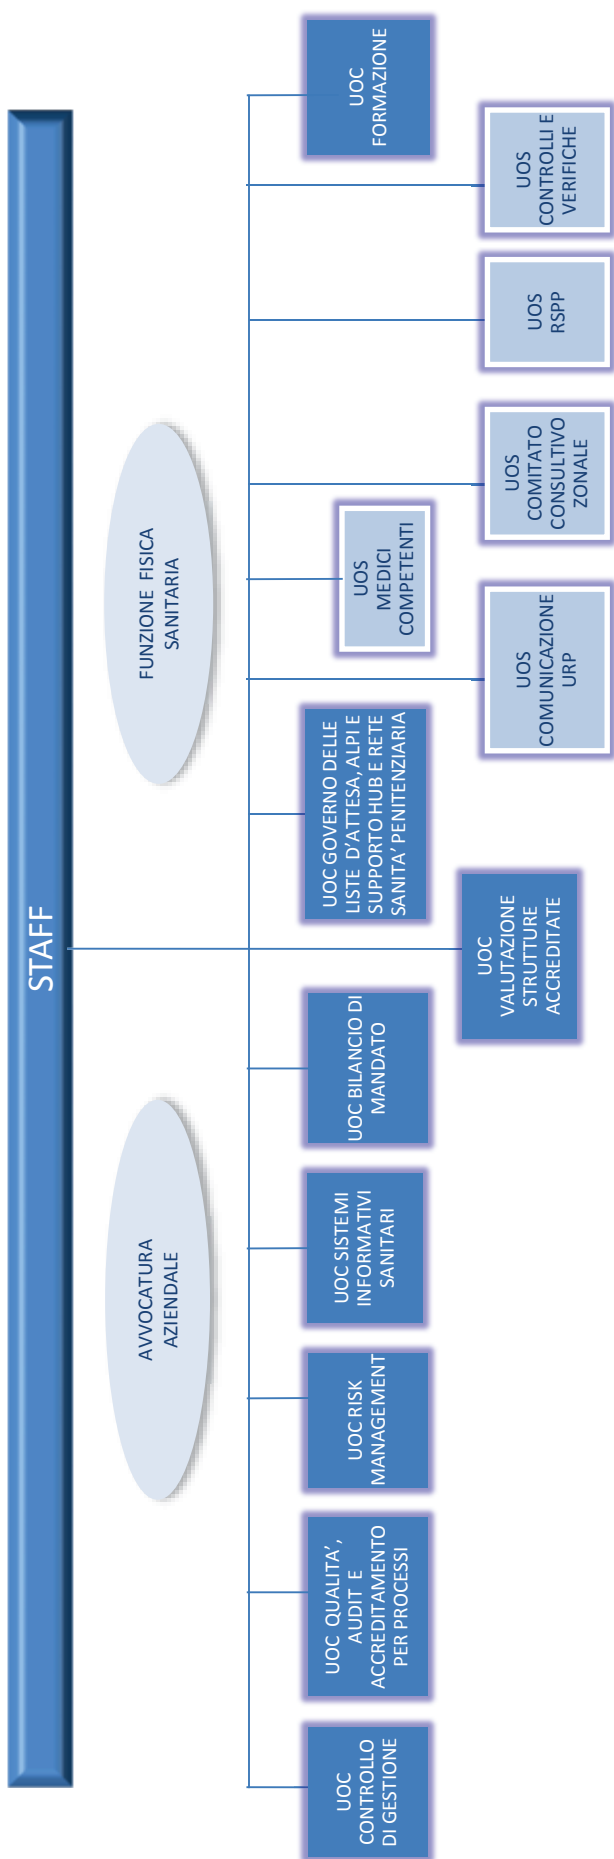 STAFF
AVVOCATURA
AZIENDALE
FUNZIONE FISICA
SANITARIA
UOC
CONTROLLO
DI GESTIONE
UOC QUALITA’,
AUDIT E
ACCREDITAMENTO
PER PROCESSI
UOC RISK
MANAGEMENT
UOC SISTEMI
INFORMATIVI
SANITARI
UOC BILANCIO DI
MANDATO
UOC GOVERNO DELLE
LISTE D’ATTESA, ALPI E
SUPPORTO HUB E RETE
SANITA’ PENITENZIARIA
UOS
MEDICI
COMPETENTI
UOC
FORMAZIONE
UOC
VALUTAZIONE
STRUTTURE
ACCREDITATE
UOS
COMUNICAZIONE
URP
UOS
COMITATO
CONSULTIVO
ZONALE
UOS
RSPP
UOS
CONTROLLI E
VERIFICHE